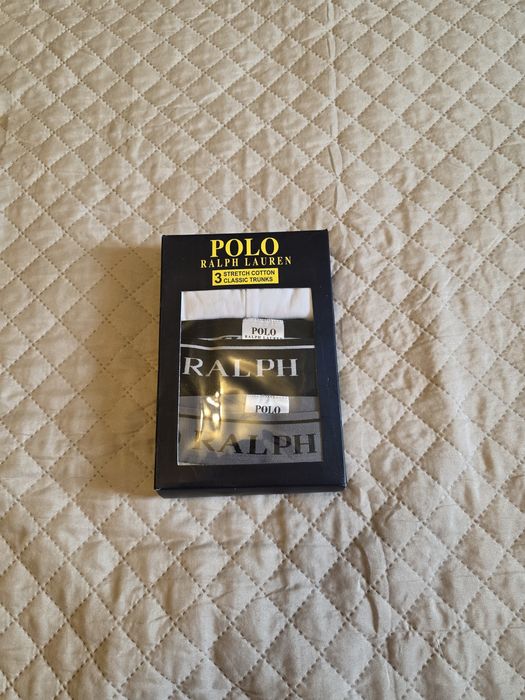 POLO
RALPH LAUREN
3 STRETCH COTTON
CLASSIC TRUNKS
POLO
RALPH LAUREN
RALPH
POLO
RALPH